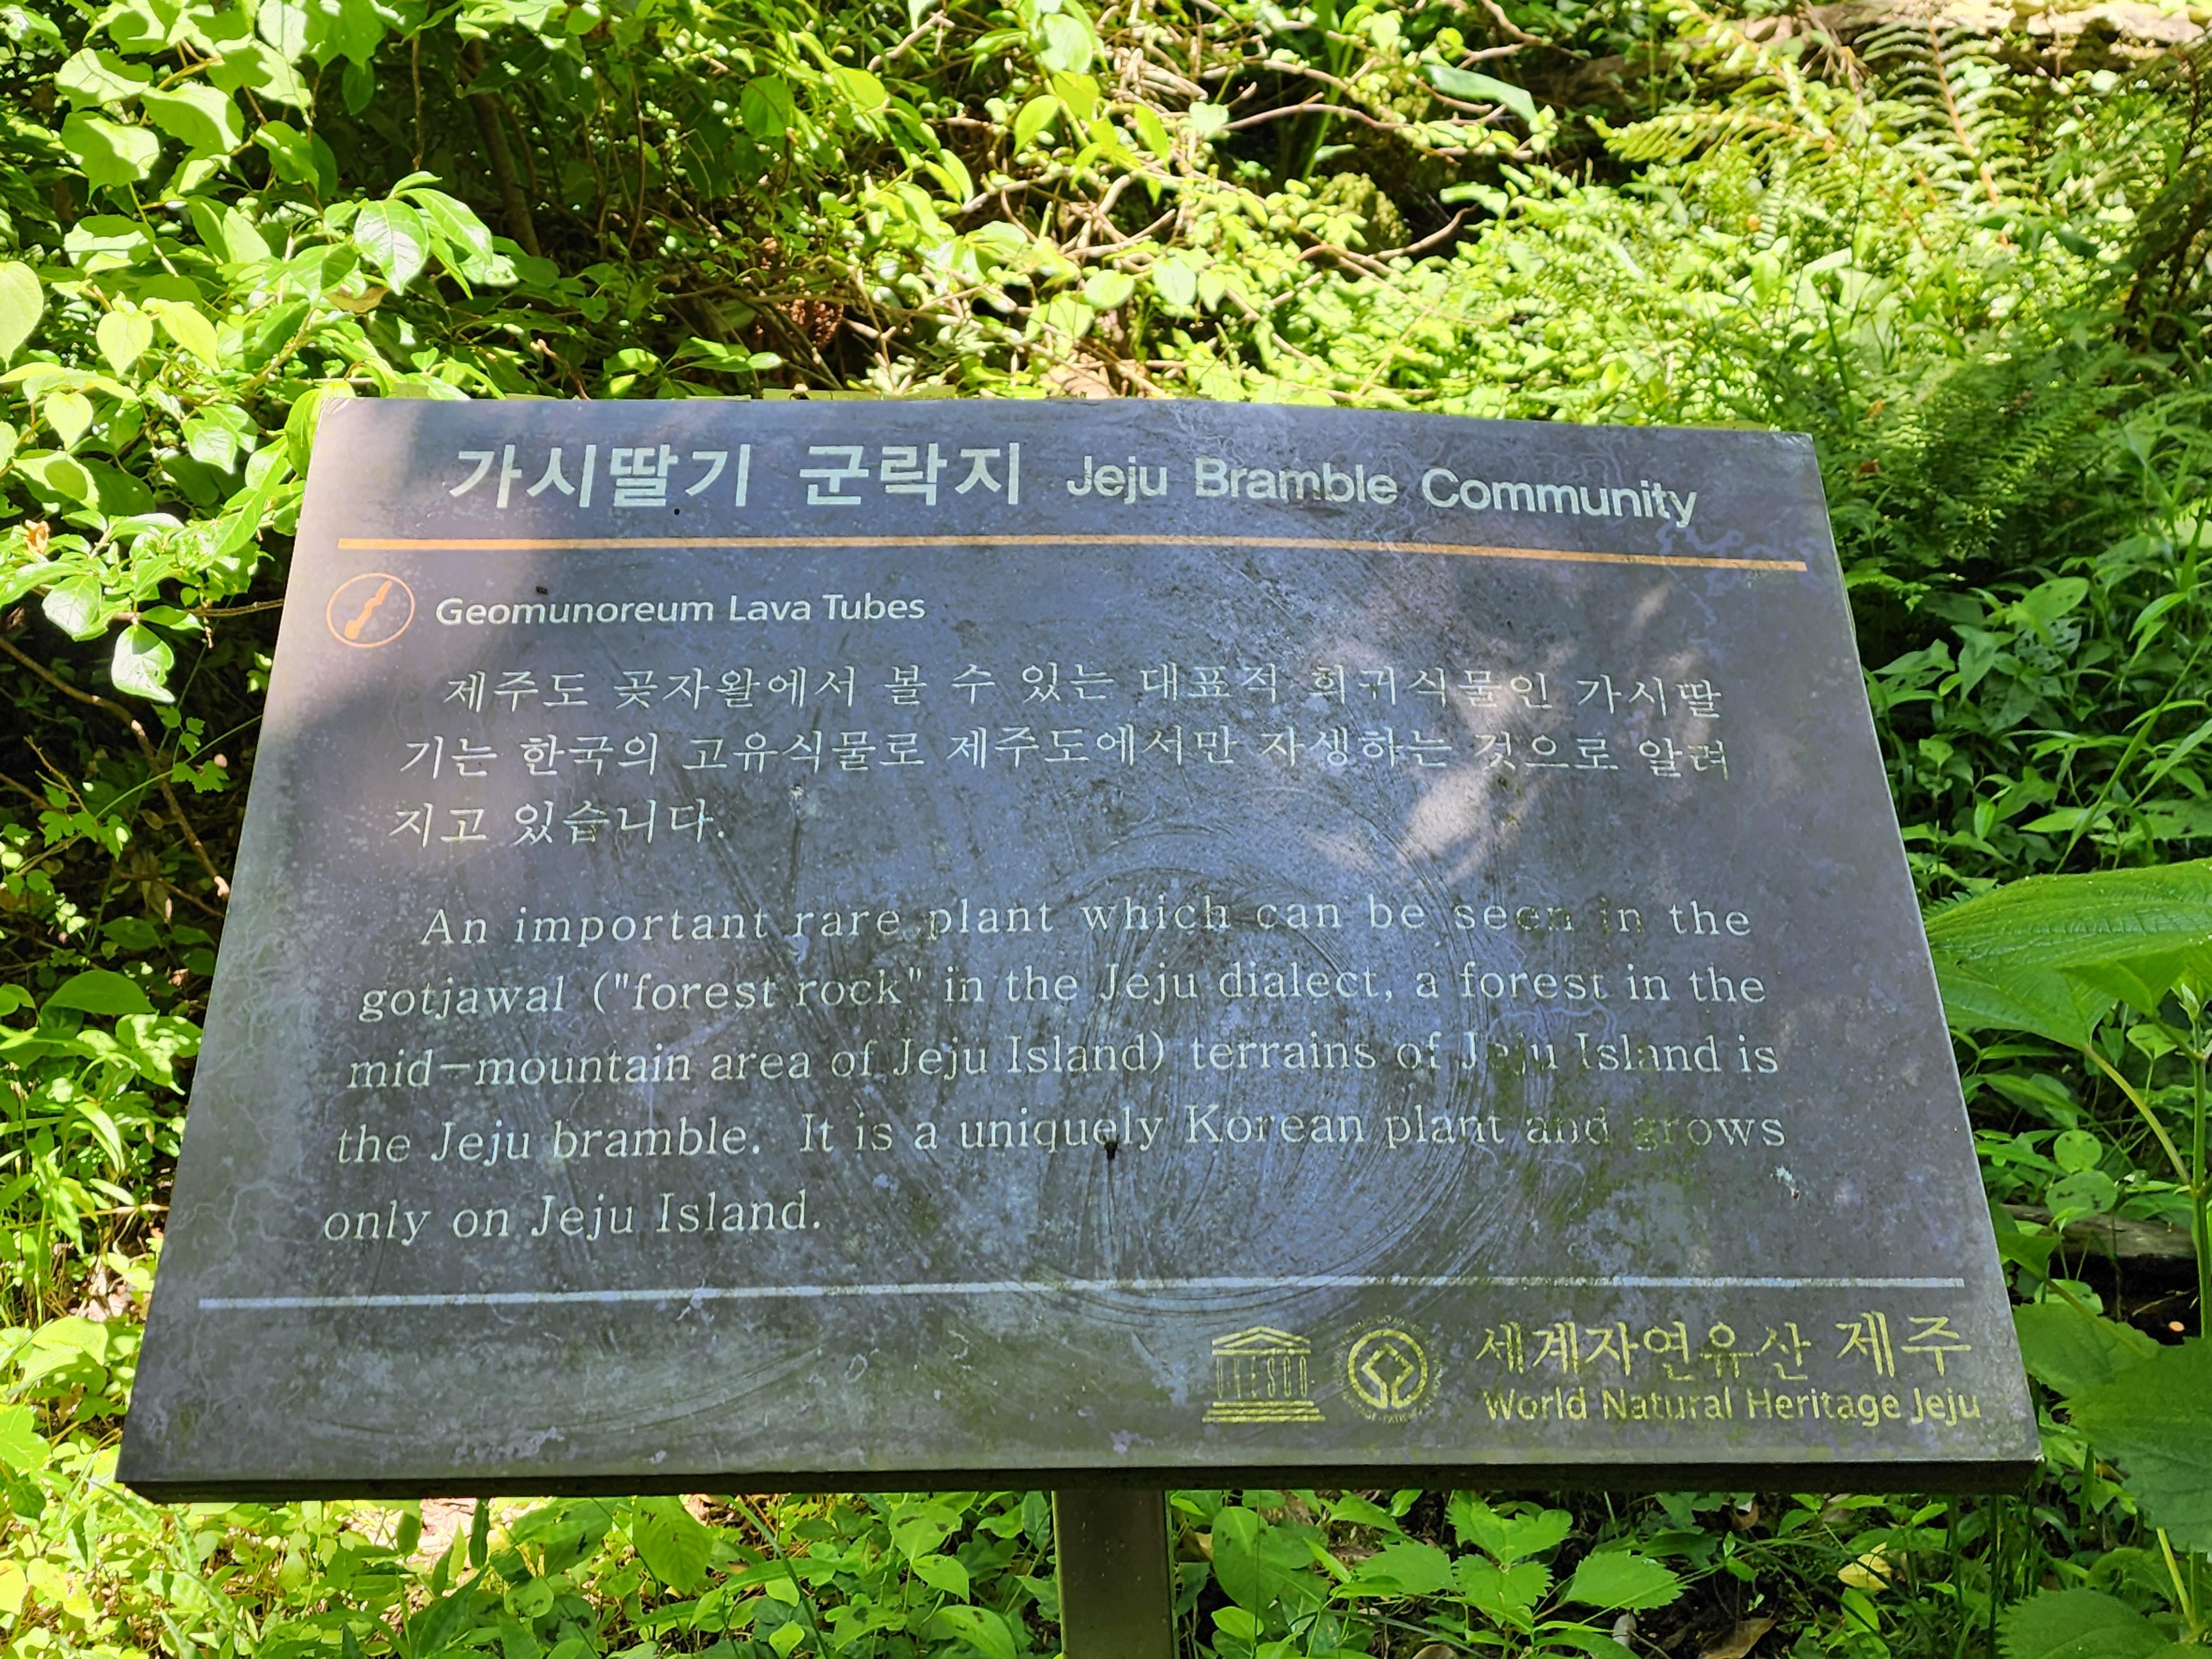 가시딸기 군락지 Jeju Bramble Community
Geomunoreum Lava Tubes
제주도 곶자왈에서 볼 수 있는 대표적 희귀식물인 가시딸
기는 한국의 고유식물로 제주도에서만 자생하는 것으로 알려
지고 있습니다.
An important rare plant which can be seen in the
gotjawal ("forest rock" in the Jeju dialect, a forest in the
mid-mountain area of Jeju Island) terrains of Jeju Island is
the Jeju bramble. It is a uniquely Korean plant and grows
only on Jeju Island.
UNESCO
세계자연유산 제주
World Natural Heritage Jeju